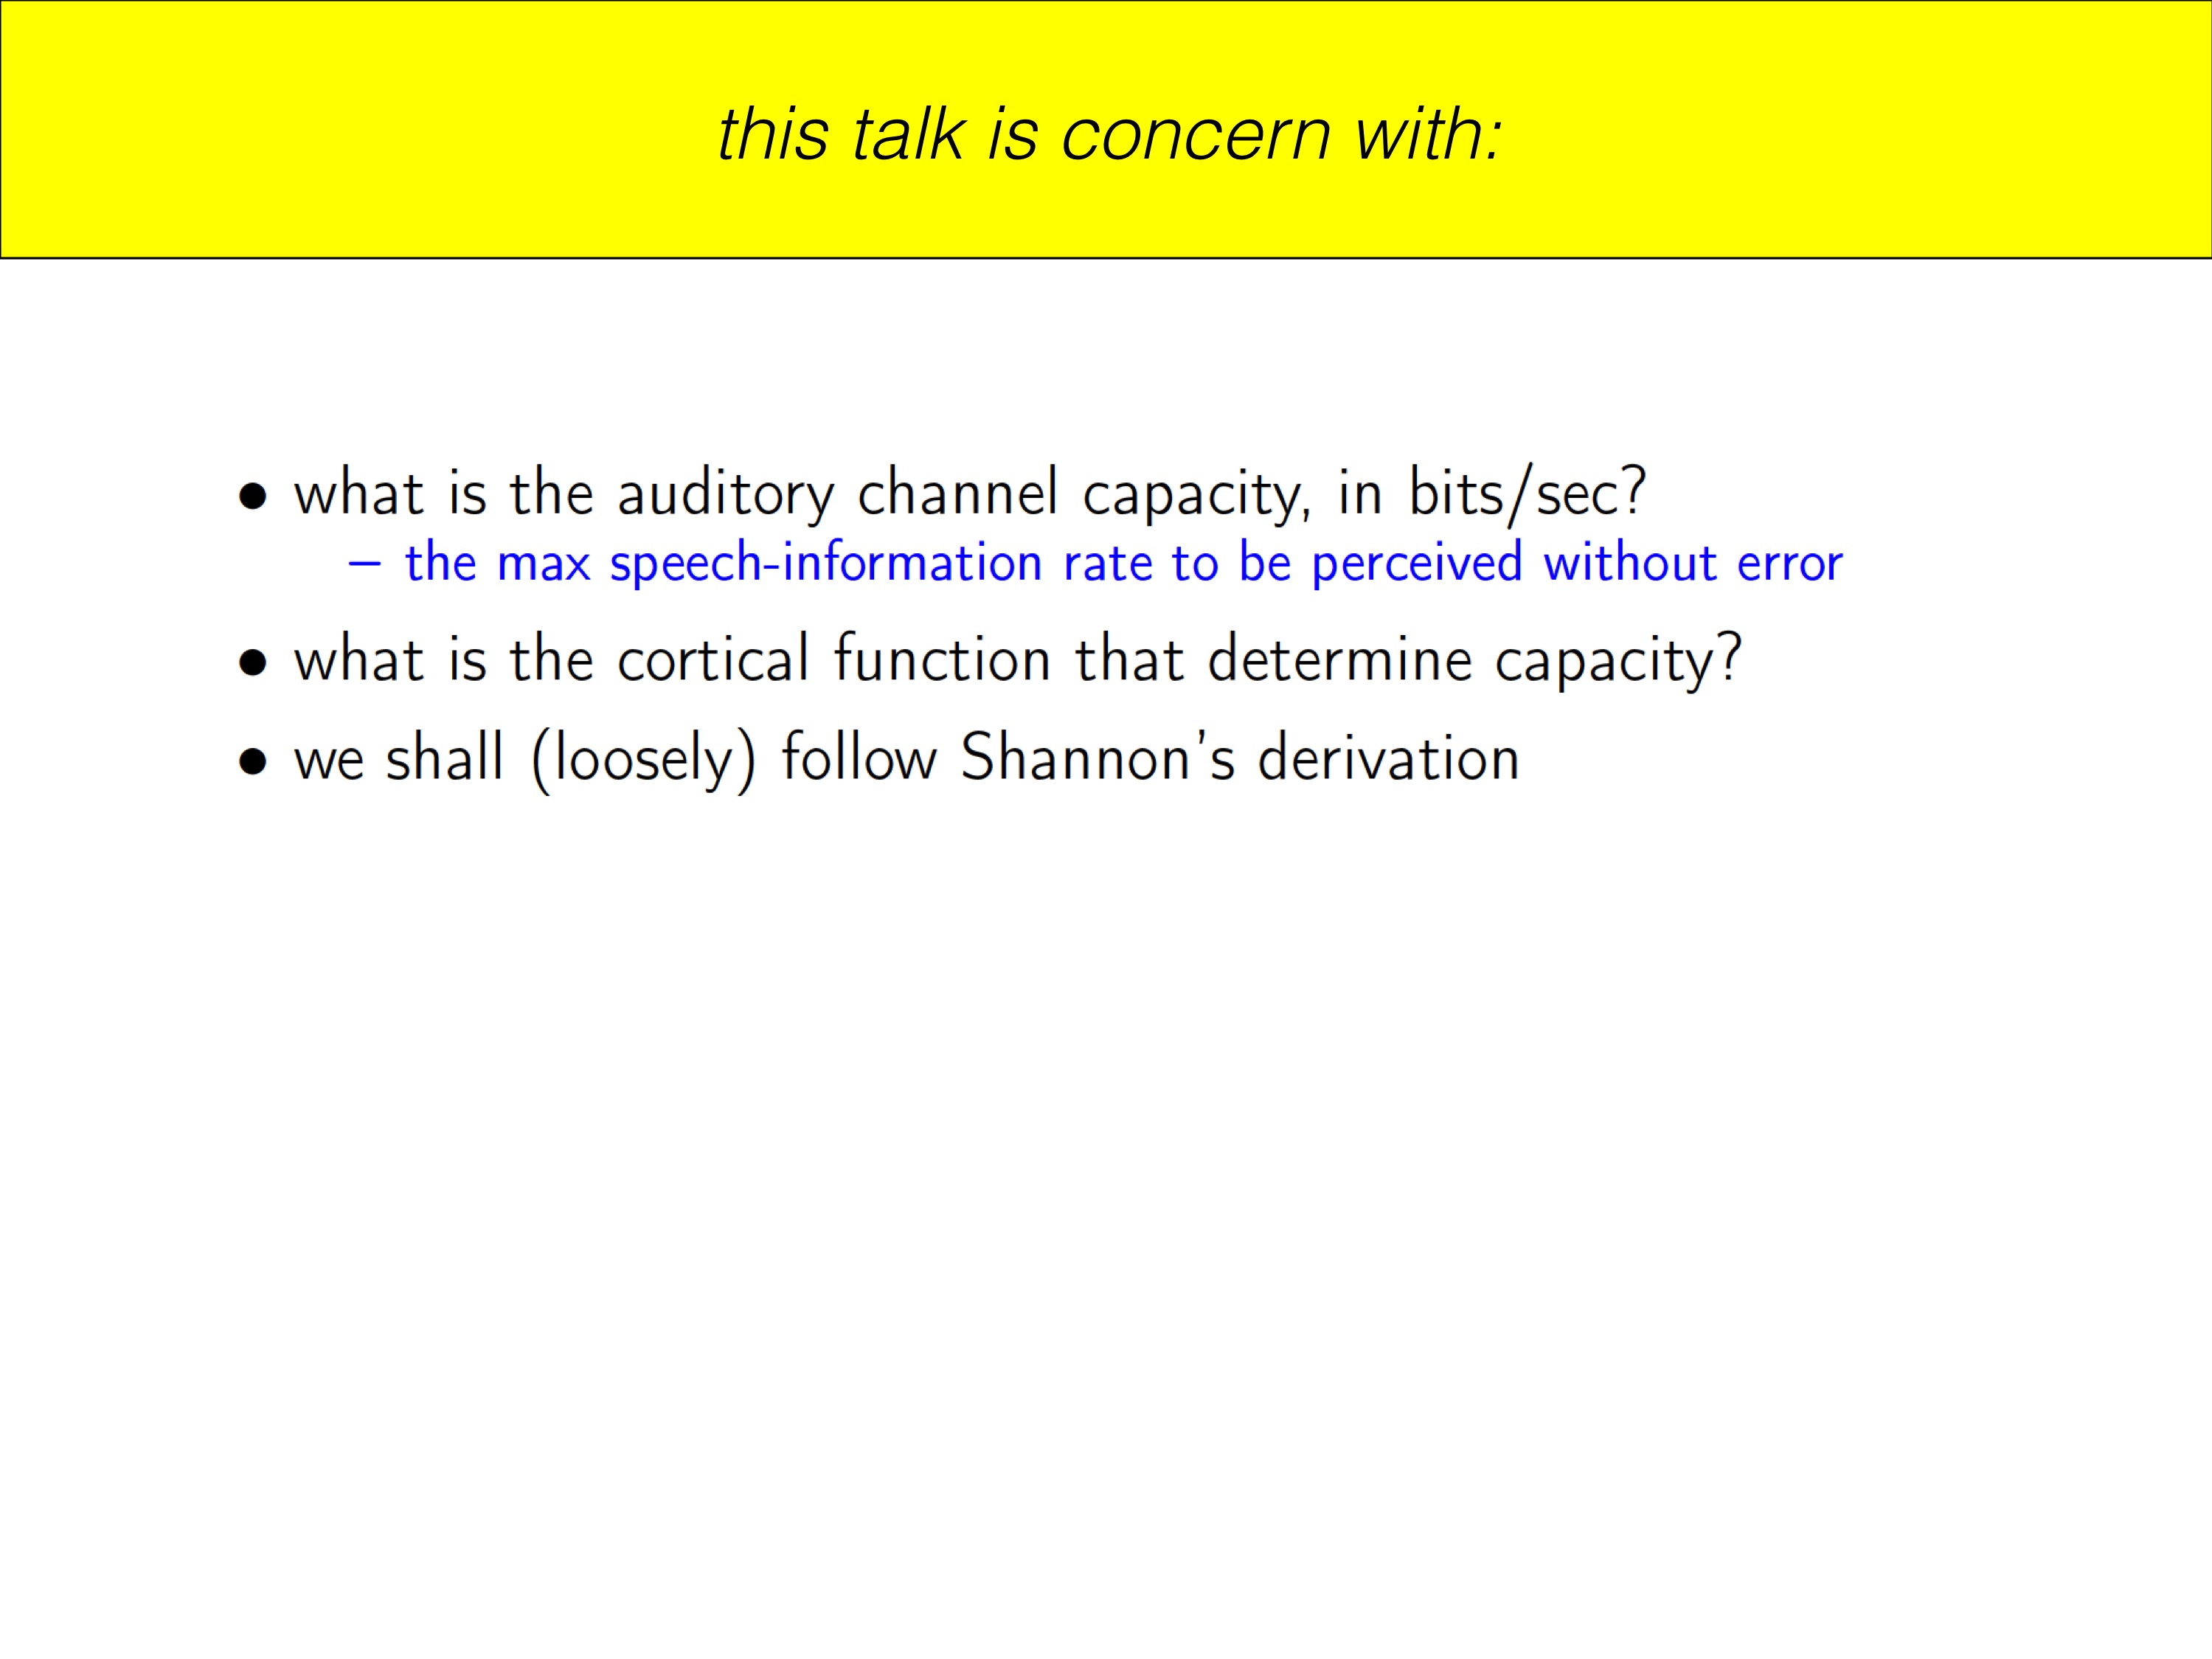 this talk is concern with:
• what is the auditory channel capacity, in bits/sec?
– the max speech-information rate to be perceived without error
• what is the cortical function that determine capacity?
• we shall (loosely) follow Shannon's derivation